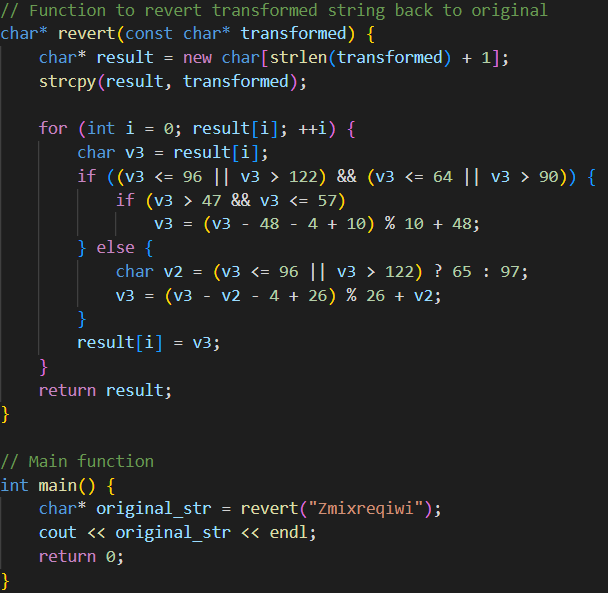 // Function to revert transformed string back to original
char* revert(const char* transformed) {
    char* result = new char[strlen(transformed) + 1];
    strcpy(result, transformed);

    for (int i = 0; result[i]; ++i) {
        char v3 = result[i];
        if ((v3 <= 96 || v3 > 122) && (v3 <= 64 || v3 > 90)) {
            if (v3 > 47 && v3 <= 57)
                v3 = (v3 - 48 - 4 + 10) % 10 + 48;
        } else {
            char v2 = (v3 <= 96 || v3 > 122) ? 65 : 97;
            v3 = (v3 - v2 - 4 + 26) % 26 + v2;
        }
        result[i] = v3;
    }
    return result;
}

// Main function
int main() {
    char* original_str = revert("Zmixreqiwi");
    cout << original_str << endl;
    return 0;
}